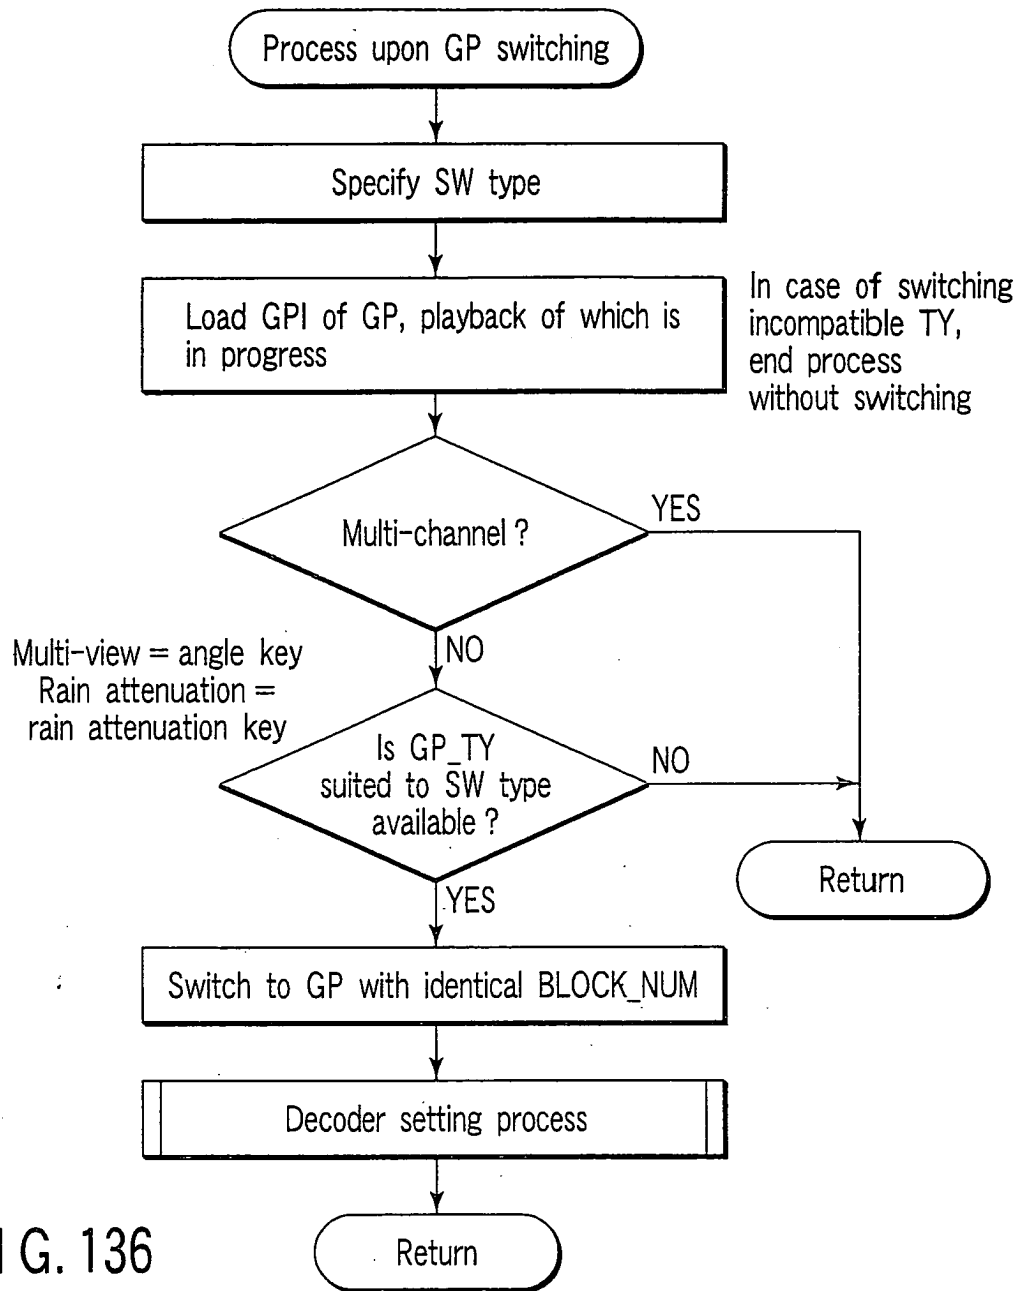 Process upon GP switching
Specify SW type
Load GPI of GP, playback of which is
in progress
In case of switching
incompatible TY,
end process
without switching
Multi-channel ?
YES
NO
Multi-view = angle key
Rain attenuation =
rain attenuation key
Is GP_TY
suited to SW type
available ?
NO
Return
YES
Switch to GP with identical BLOCK_NUM
Decoder setting process
Return
I G. 136